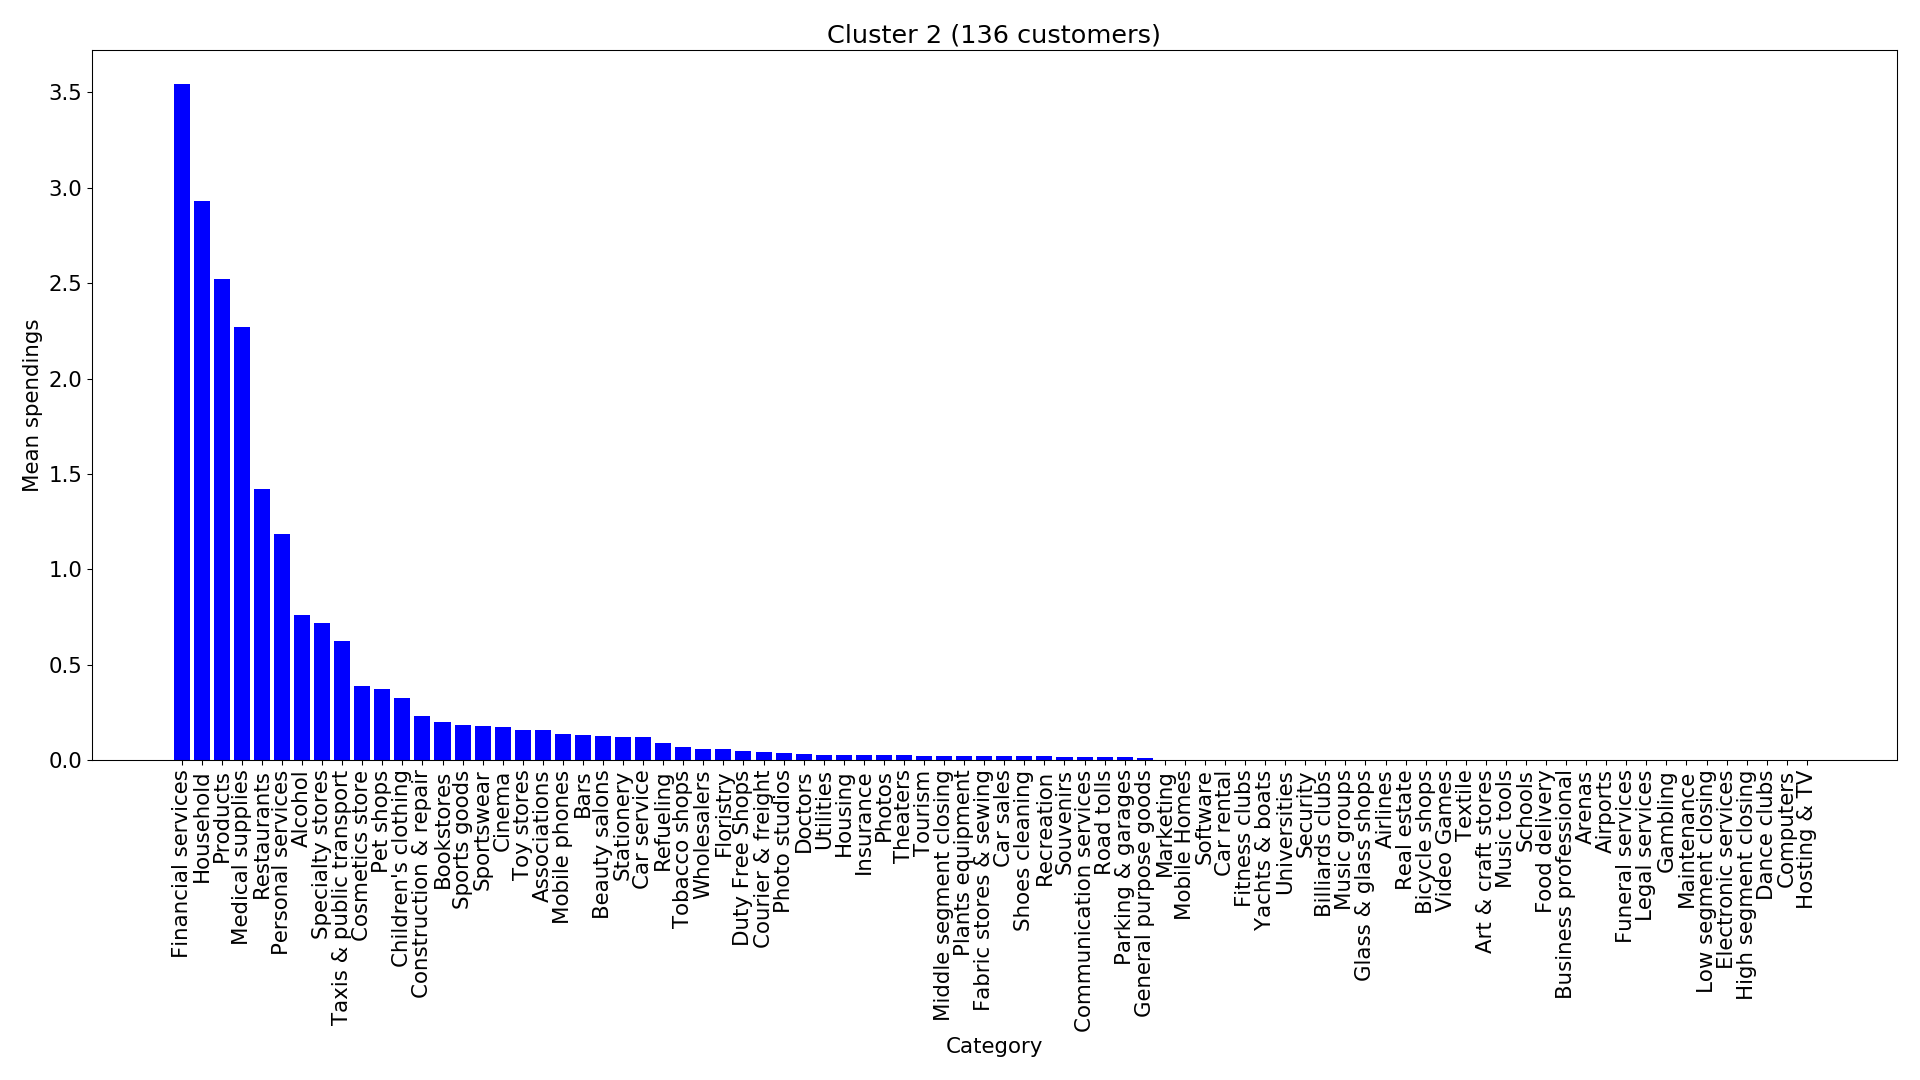 Cluster 2 (136 customers)
3.5
3.0
2.5
2.0
1.5
1.0
0.5
0.0
Mean spendings
Financial services
Household
Products
Medical supplies
Restaurants
Personal services
Alcohol
Specialty stores
Taxis & public transport
Cosmetics store
Pet shops
Children's clothing
Construction & repair
Bookstores
Sports goods
Sportswear
Cinema
Toy stores
Associations
Mobile phones
Bars
Beauty salons
Stationery
Car service
Refueling
Tobacco shops
Wholesalers
Floristry
Duty Free Shops
Courier & freight
Photo studios
Doctors
Utilities
Housing
Insurance
Photos
Theaters
Tourism
Middle segment closing
Plants equipment
Fabric stores & sewing
Car sales
Shoes cleaning
Recreation
Souvenirs
Communication services
Road tolls
Parking & garages
General purpose goods
Marketing
Mobile Homes
Software
Car rental
Fitness clubs
Yachts & boats
Universities
Security
Billiards clubs
Music groups
Glass & glass shops
Airlines
Real estate
Bicycle shops
Video Games
Textile
Art & craft stores
Music tools
Schools
Food delivery
Business professional
Arenas
Airports
Funeral services
Legal services
Gambling
Maintenance
Low segment closing
Electronic services
High segment closing
Dance clubs
Computers
Hosting & TV
Category